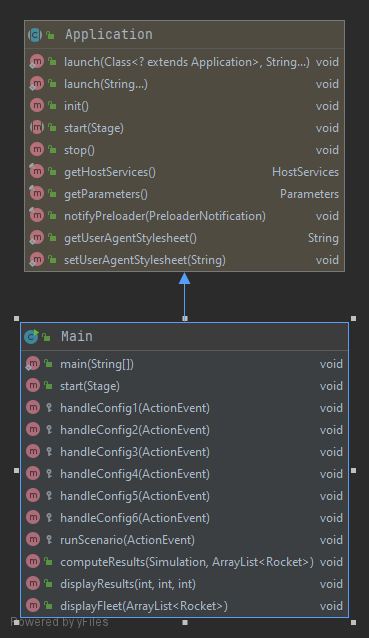 Application
launch(Class<? extends Application>, String...) void
launch(String...) void
init() void
start(Stage) void
stop() void
getHostServices() HostServices
getParameters() Parameters
notifyPreloader(PreloaderNotification) void
getUserAgentStylesheet() String
setUserAgentStylesheet(String) void
Main
main(String[]) void
start(Stage) void
handleConfig1(ActionEvent) void
handleConfig2(ActionEvent) void
handleConfig3(ActionEvent) void
handleConfig4(ActionEvent) void
handleConfig5(ActionEvent) void
handleConfig6(ActionEvent) void
runScenario(ActionEvent) void
computeResults(Simulation, ArrayList<Rocket>) void
displayResults(int, int, int) void
displayFleet(ArrayList<Rocket>) void
Powered by yFiles